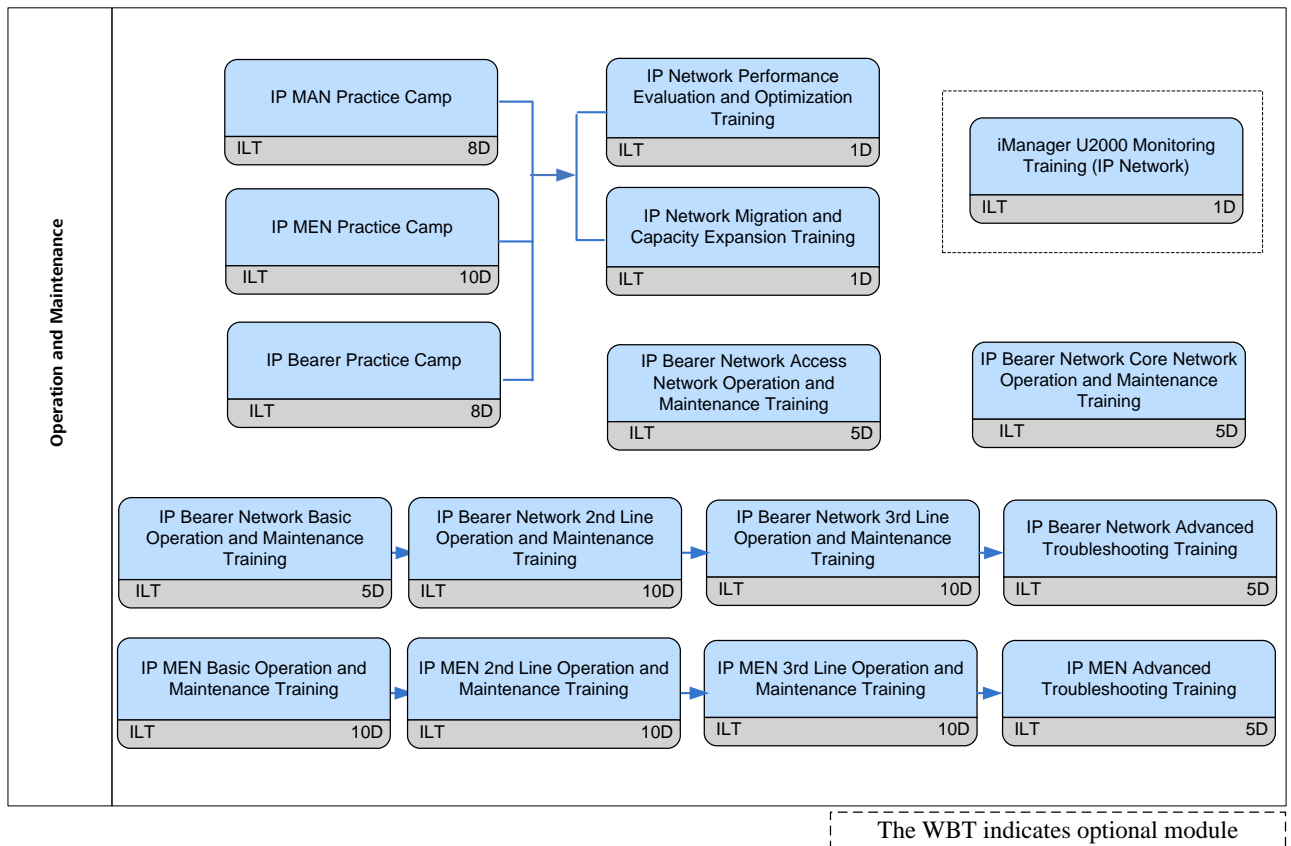 Operation and Maintenance
IP MAN Practice Camp
ILT 8D
IP Network Performance
Evaluation and Optimization
Training
ILT 1D
iManager U2000 Monitoring
Training (IP Network)
ILT 1D
IP MEN Practice Camp
ILT 10D
IP Network Migration and
Capacity Expansion Training
ILT 1D
IP Bearer Practice Camp
ILT 8D
IP Bearer Network Access
Network Operation and
Maintenance Training
ILT 5D
IP Bearer Network Core Network
Operation and Maintenance
Training
ILT 5D
IP Bearer Network Basic
Operation and Maintenance
Training
ILT 5D
IP Bearer Network 2nd Line
Operation and Maintenance
Training
ILT 10D
IP Bearer Network 3rd Line
Operation and Maintenance
Training
ILT 10D
IP Bearer Network Advanced
Troubleshooting Training
ILT 5D
IP MEN Basic Operation and
Maintenance Training
ILT 10D
IP MEN 2nd Line Operation and
Maintenance Training
ILT 10D
IP MEN 3rd Line Operation and
Maintenance Training
ILT 10D
IP MEN Advanced
Troubleshooting Training
ILT 5D
The WBT indicates optional module